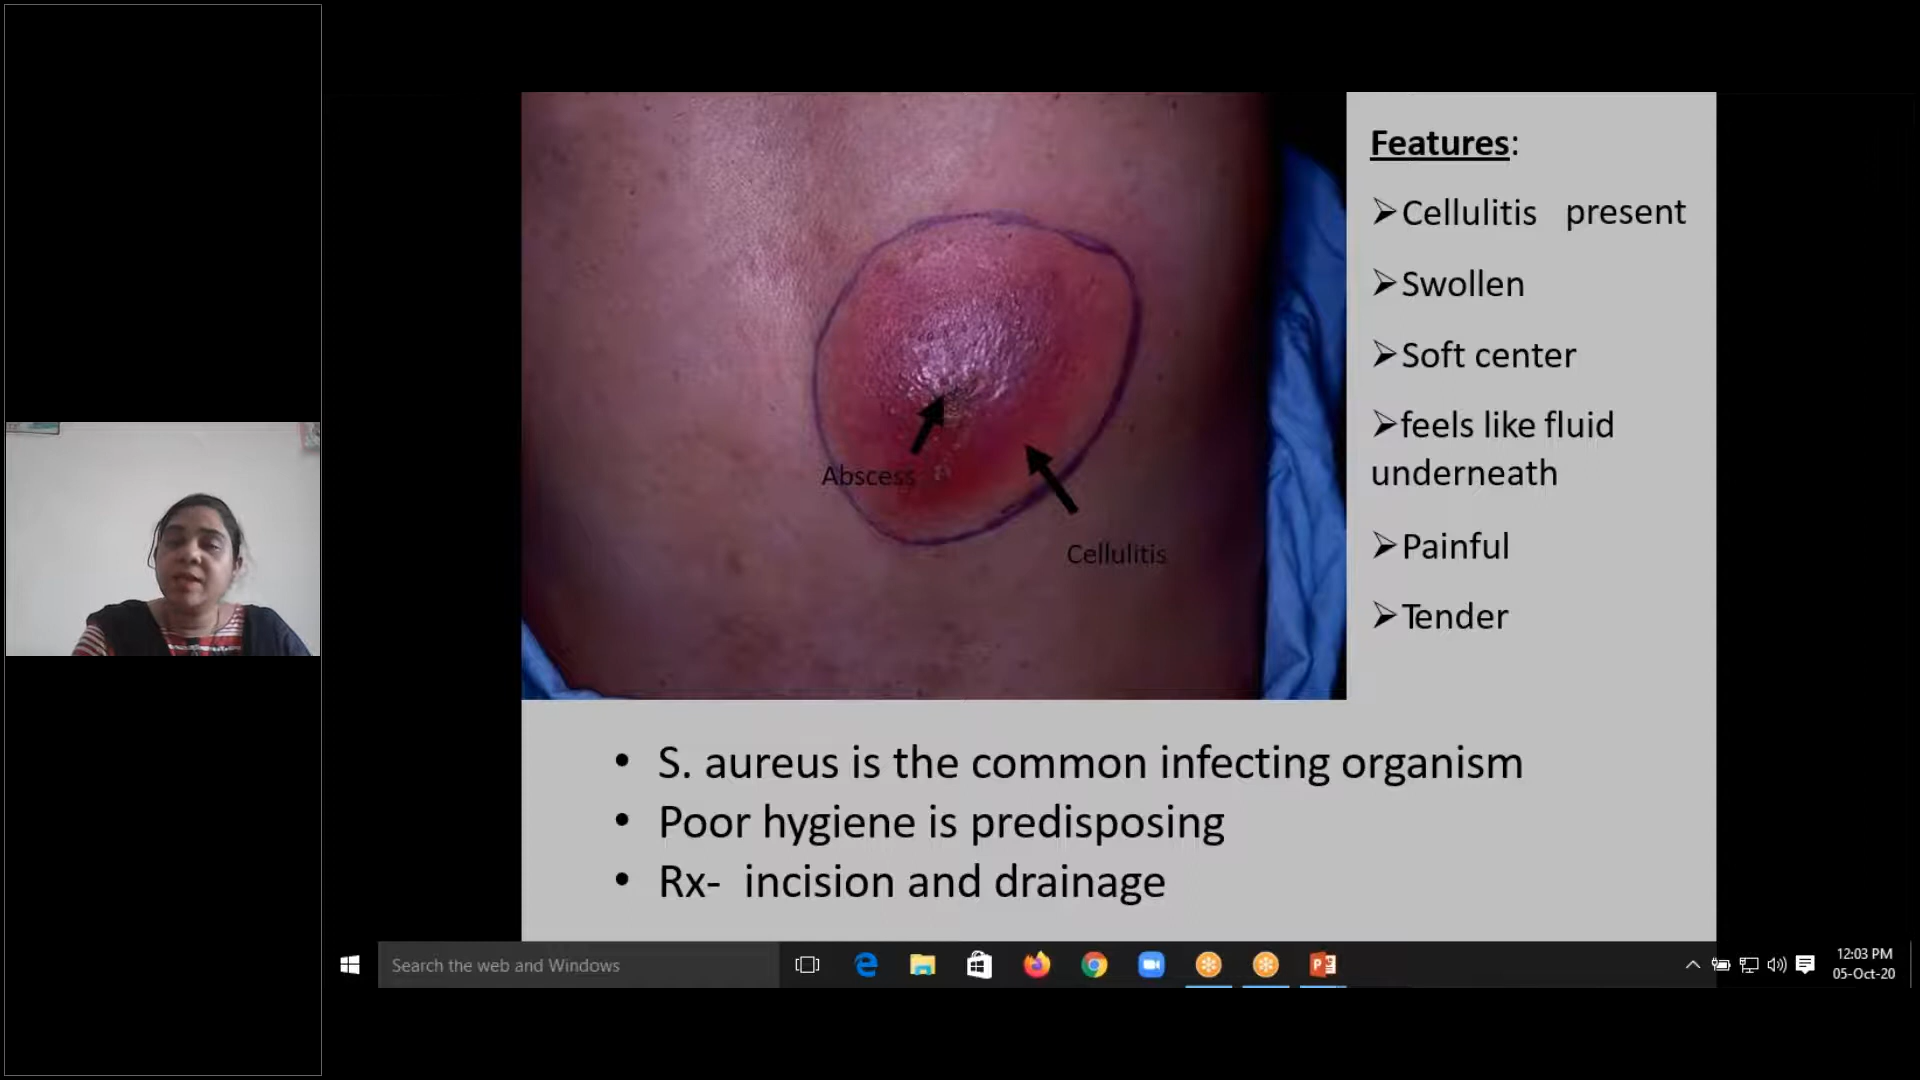 Features:
➢Cellulitis present
➢Swollen
➢Soft center
➢feels like fluid
underneath
➢Painful
➢Tender
Abscess
Cellulitis
• S. aureus is the common infecting organism
• Poor hygiene is predisposing
• Rx- incision and drainage
Search the web and Windows
12:03 PM
05-Oct-20